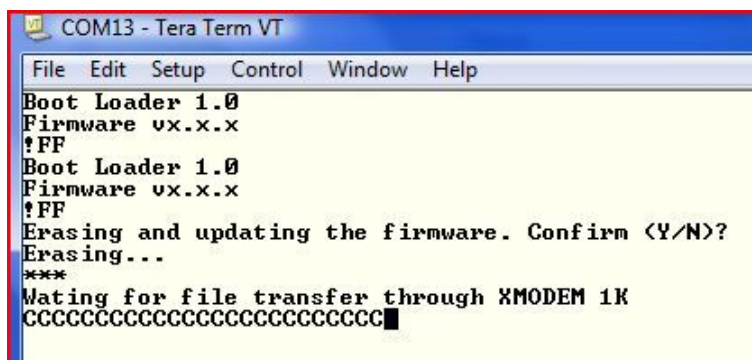 COM13 - Tera Term VT
File Edit Setup Control Window Help
Boot Loader 1.0
Firmware vx.x.x
!FF
Boot Loader 1.0
Firmware vx.x.x
!FF
Erasing and updating the firmware. Confirm (Y/N)?
Erasing...
***
Wating for file transfer through XMODEM 1K
CCCCCCCCCCCCCCCCCCCCCCCCC